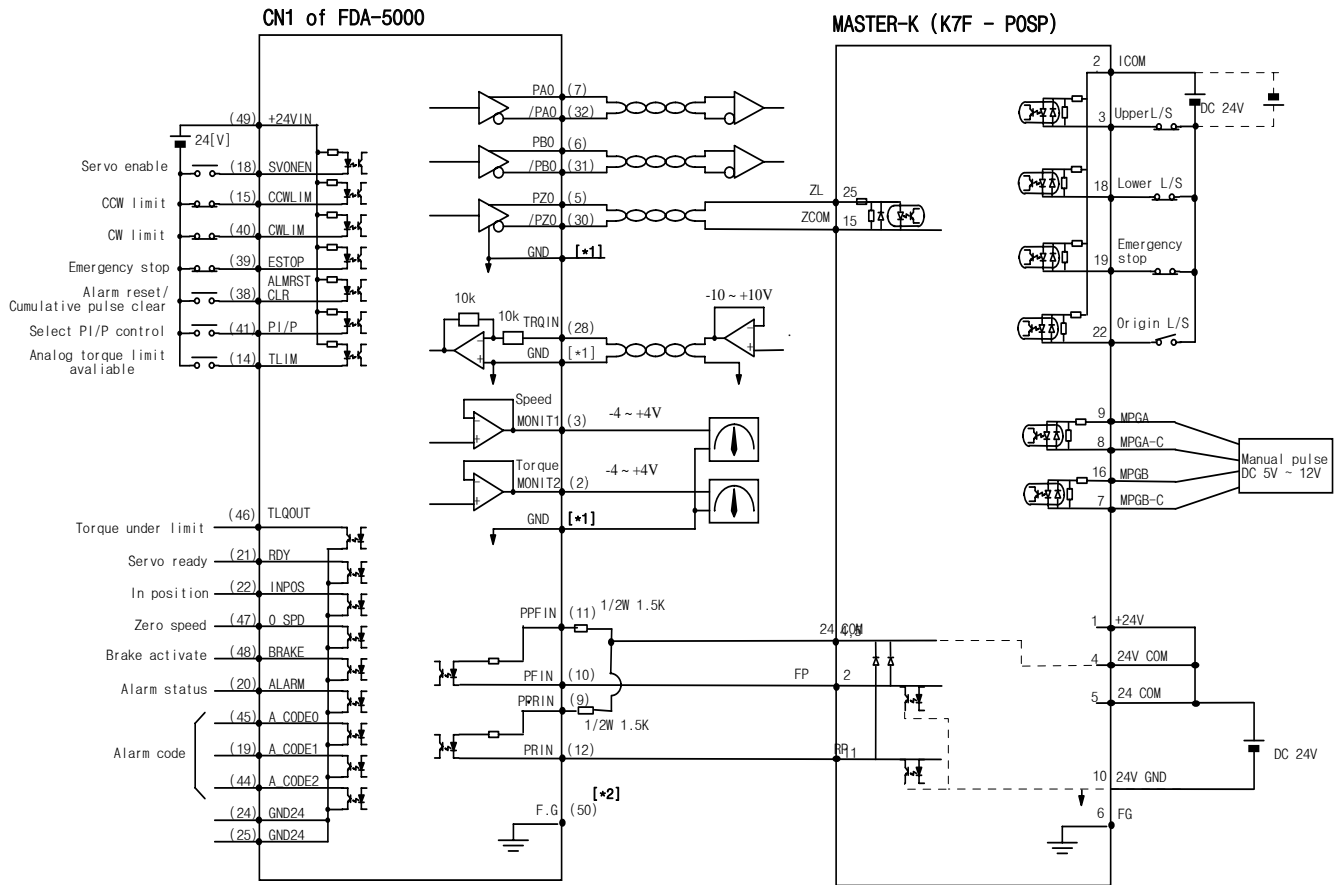 CN1 of FDA-5000
MASTER-K (K7F - POSP)
24[V]
(49) +24VIN
Servo enable (18) SVONEN
CCW limit (15) CCWLIM
CW limit (40) CWLIM
Emergency stop (39) ESTOP
Alarm reset/
Cumulative pulse clear (38) ALMRST
CLR
Select PI/P control (41) PI/P
Analog torque limit
avaliable (14) TLIM
Torque under limit (46) TLQOUT
Servo ready (21) RDY
In position (22) INPOS
Zero speed (47) 0 SPD
Brake activate (48) BRAKE
Alarm status (20) ALARM
Alarm code
(45) A_CODE0
(19) A_CODE1
(44) A_CODE2
(24) GND24
(25) GND24
PAO (7)
/PAO (32)
PBO (6)
/PBO (31)
PZO (5)
/PZO (30)
GND [*1]
10k
10k TRQIN (28)
GND [*1]
-10 ~ +10V
Speed
MONIT1 (3) -4 ~ +4V
Torque
MONIT2 (2) -4 ~ +4V
GND [*1]
PPFIN (11) 1/2W 1.5K
PFIN (10)
PPRIN (9)
1/2W 1.5K
PRIN (12)
[*2]
F.G (50)
ZL 25
ZCOM 15
24 COM
4,5
FP 2
RP
11
2 ICOM
DC 24V
3 UpperL/S
18 Lower L/S
19 Emergency
stop
22 Origin L/S
9 MPGA
8 MPGA-C
16 MPGB
7 MPGB-C
Manual pulse
DC 5V ~ 12V
1 +24V
4 24V COM
5 24 COM
DC 24V
10 24V GND
6 FG